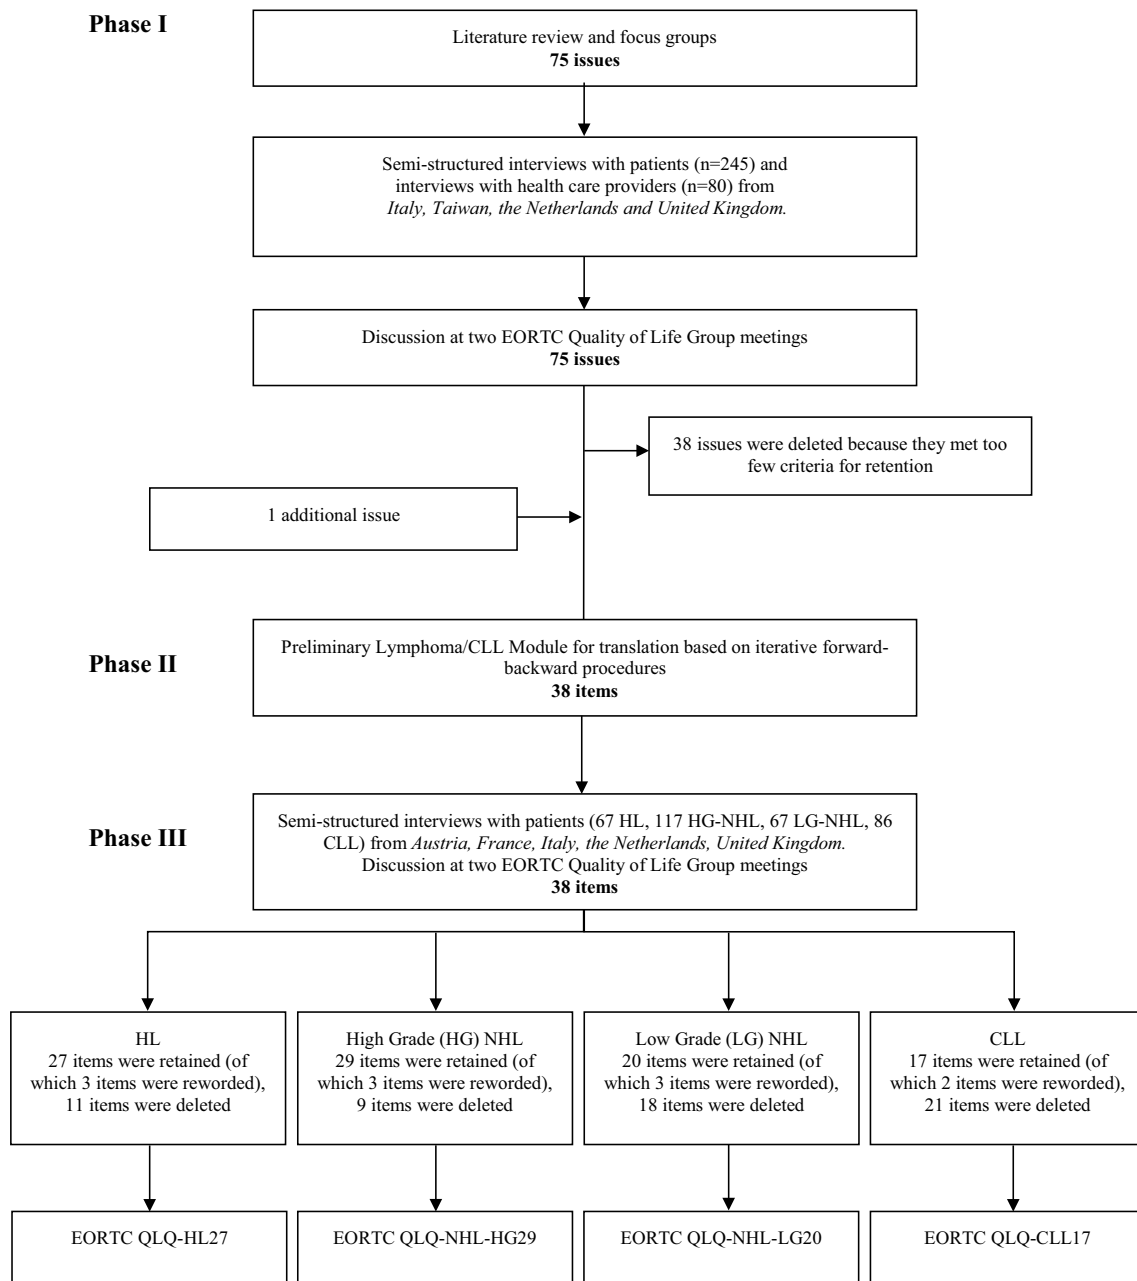 Phase I
Literature review and focus groups
75 issues
Semi-structured interviews with patients (n=245) and
interviews with health care providers (n=80) from
Italy, Taiwan, the Netherlands and United Kingdom.
Discussion at two EORTC Quality of Life Group meetings
75 issues
38 issues were deleted because they met too
few criteria for retention
1 additional issue
Phase II
Preliminary Lymphoma/CLL Module for translation based on iterative forward-
backward procedures
38 items
Phase III
Semi-structured interviews with patients (67 HL, 117 HG-NHL, 67 LG-NHL, 86
CLL) from Austria, France, Italy, the Netherlands, United Kingdom.
Discussion at two EORTC Quality of Life Group meetings
38 items
HL
27 items were retained (of
which 3 items were reworded),
11 items were deleted
High Grade (HG) NHL
29 items were retained (of
which 3 items were reworded),
9 items were deleted
Low Grade (LG) NHL
20 items were retained (of
which 3 items were reworded),
18 items were deleted
CLL
17 items were retained (of
which 2 items were reworded),
21 items were deleted
EORTC QLQ-HL27
EORTC QLQ-NHL-HG29
EORTC QLQ-NHL-LG20
EORTC QLQ-CLL17